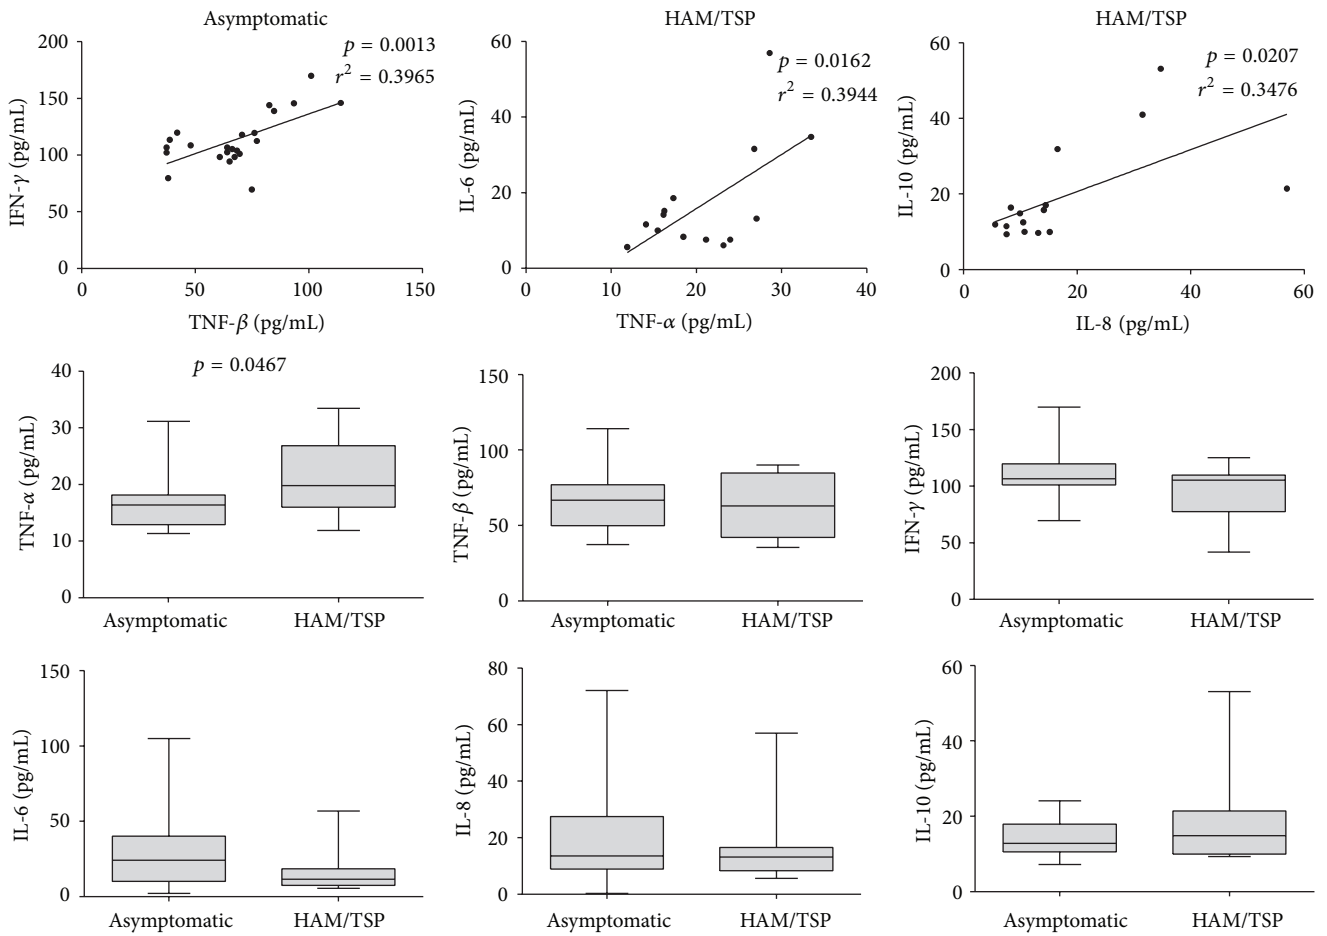 Asymptomatic
p = 0.0013
r² = 0.3965
IFN-γ (pg/mL)
200
150
100
50
0
0 50 100 150
TNF-β (pg/mL)
HAM/TSP
p = 0.0162
r² = 0.3944
IL-6 (pg/mL)
60
40
20
0
0 10 20 30 40
TNF-α (pg/mL)
HAM/TSP
p = 0.0207
r² = 0.3476
IL-10 (pg/mL)
60
40
20
0
0 20 40 60
IL-8 (pg/mL)
p = 0.0467
TNF-α (pg/mL)
40
30
20
10
0
Asymptomatic HAM/TSP
TNF-β (pg/mL)
150
100
50
0
Asymptomatic HAM/TSP
IFN-γ (pg/mL)
200
150
100
50
0
Asymptomatic HAM/TSP
IL-6 (pg/mL)
150
100
50
0
Asymptomatic HAM/TSP
IL-8 (pg/mL)
80
60
40
20
0
Asymptomatic HAM/TSP
IL-10 (pg/mL)
60
40
20
0
Asymptomatic HAM/TSP